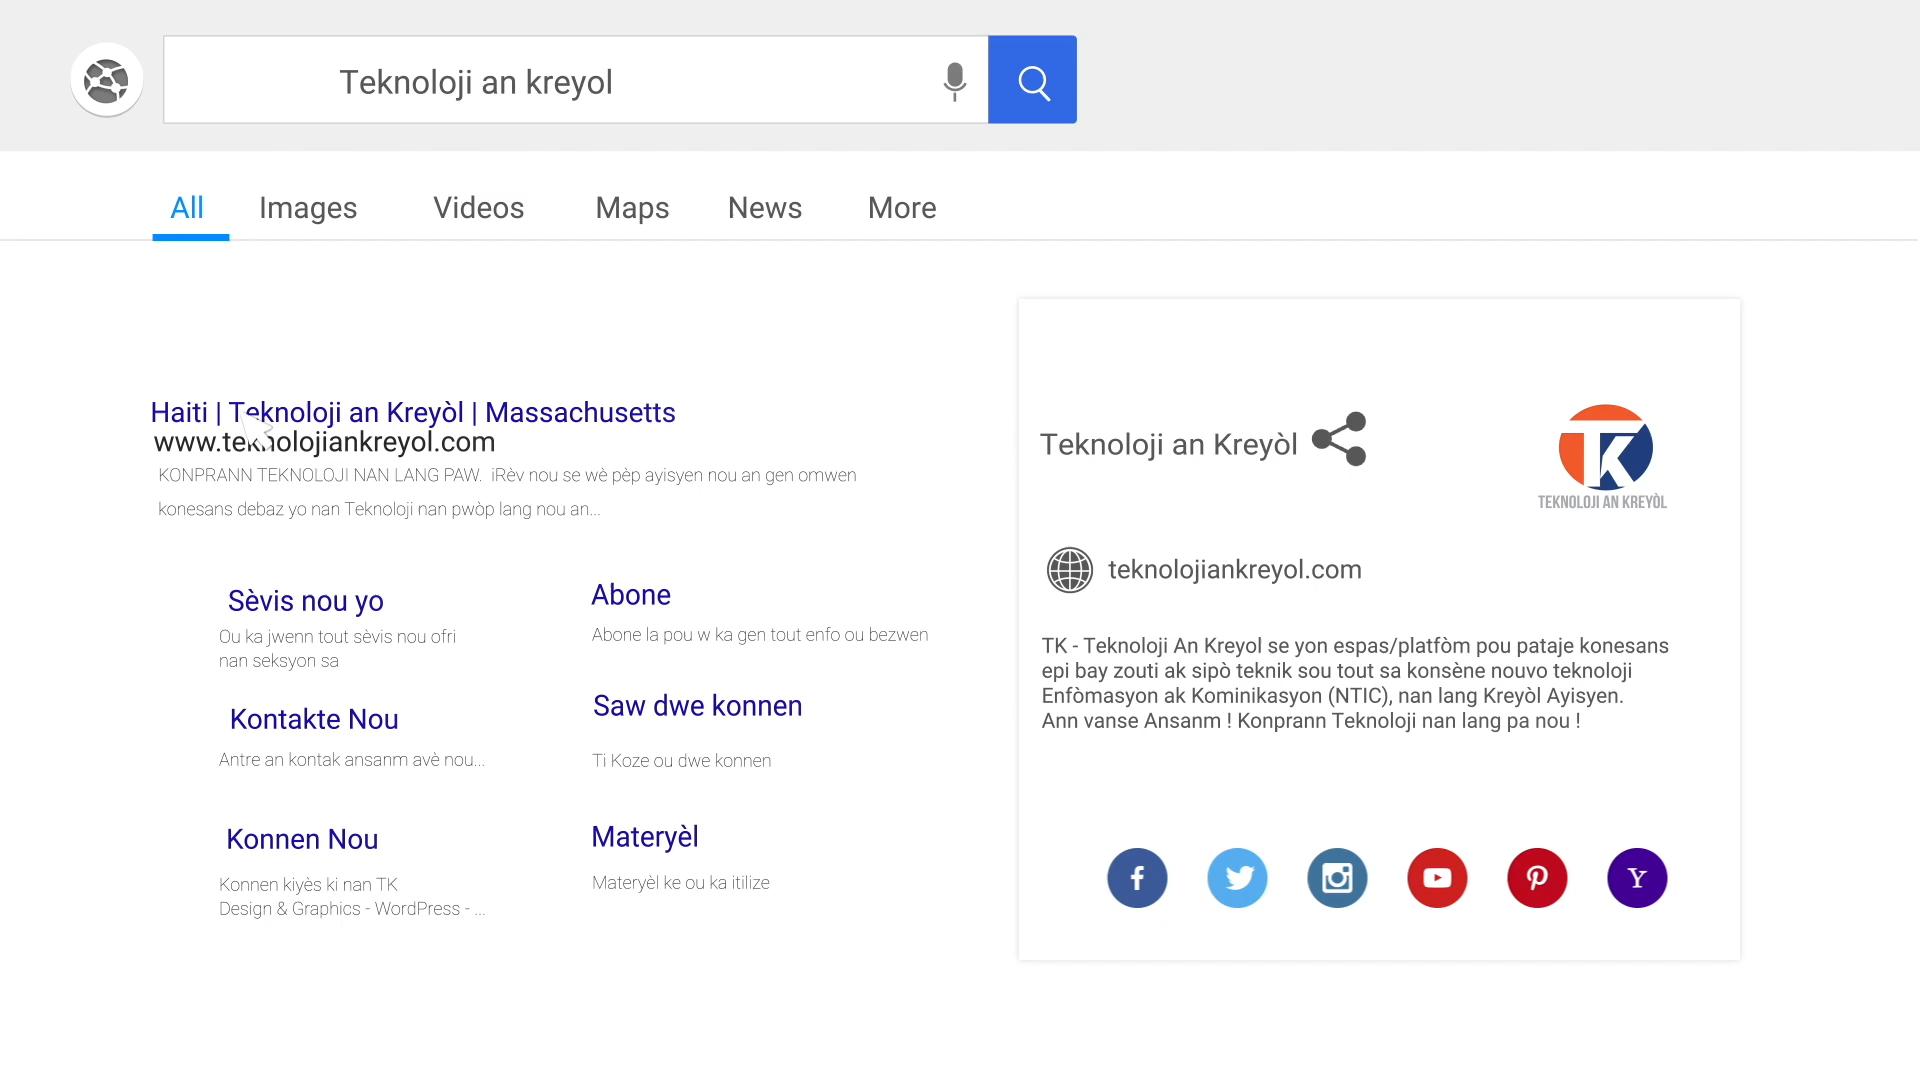 Teknoloji an kreyol
All Images Videos Maps News More
Haiti | Teknoloji an Kreyòl | Massachusetts
www.teknolojiankreyol.com
KONPRANN TEKNOLOJI NAN LANG PAW. iRèv nou se wè pèp ayisyen nou an gen omwen
konesans debaz yo nan Teknoloji nan pwòp lang nou an...
Sèvis nou yo
Ou ka jwenn tout sèvis nou ofri
nan seksyon sa
Abone
Abone la pou w ka gen tout enfo ou bezwen
Kontakte Nou
Antre an kontak ansanm avè nou...
Saw dwe konnen
Ti Koze ou dwe konnen
Konnen Nou
Konnen kiyès ki nan TK
Design & Graphics - WordPress - ...
Materyèl
Materyèl ke ou ka itilize
Teknoloji an Kreyòl
TK
TEKNOLOJI AN KREYÒL
teknolojiankreyol.com
TK - Teknoloji An Kreyol se yon espas/platfòm pou pataje konesans
epi bay zouti ak sipò teknik sou tout sa konsène nouvo teknoloji
Enfòmasyon ak Kominikasyon (NTIC), nan lang Kreyòl Ayisyen.
Ann vanse Ansanm ! Konprann Teknoloji nan lang pa nou !